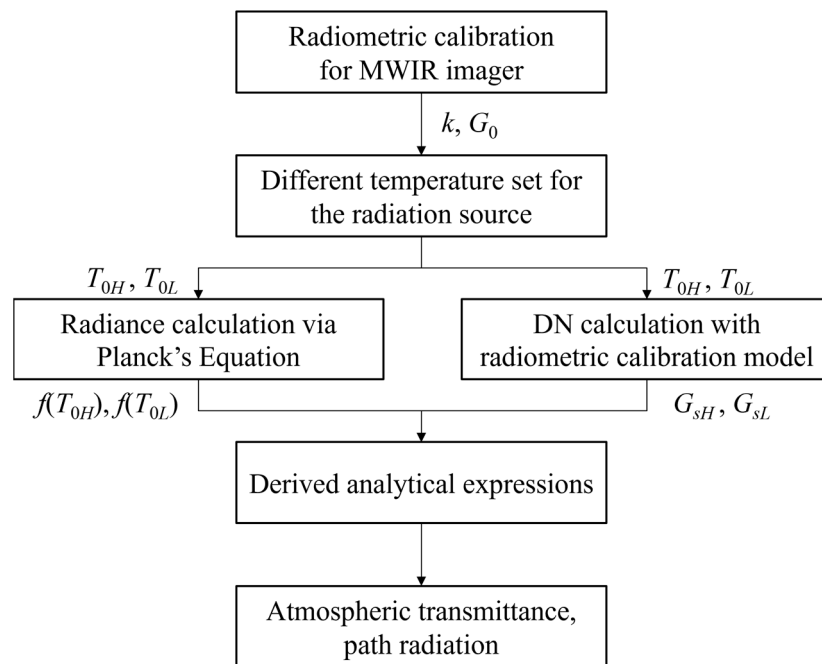 Radiometric calibration
for MWIR imager
k, G₀
Different temperature set for
the radiation source
T₀H, T₀L
T₀H, T₀L
Radiance calculation via
Planck's Equation
DN calculation with
radiometric calibration model
f(T₀H), f(T₀L)
GsH, GsL
Derived analytical expressions
Atmospheric transmittance,
path radiation